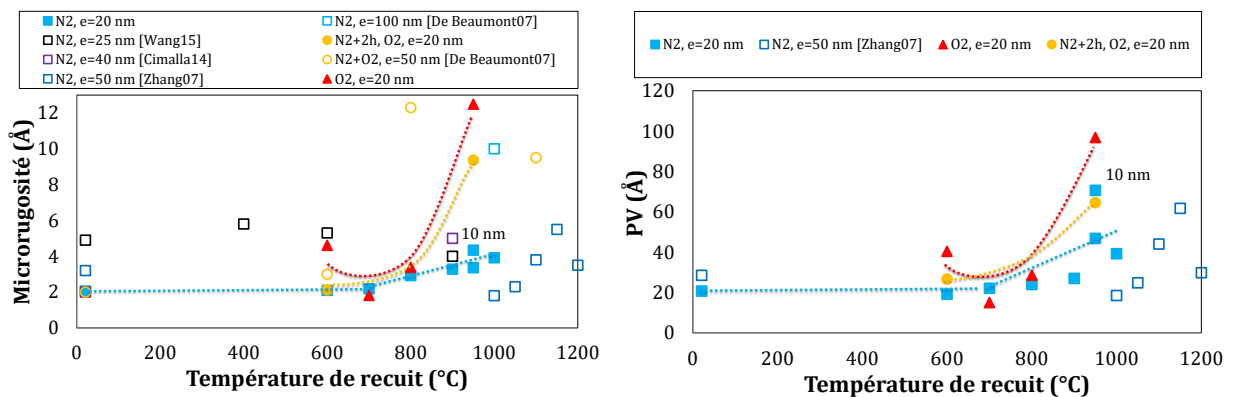 N2, e=20 nm
N2, e=100 nm [De Beaumont07]
N2, e=25 nm [Wang15]
N2+2h, O2, e=20 nm
N2, e=40 nm [Cimalla14]
N2+O2, e=50 nm [De Beaumont07]
N2, e=50 nm [Zhang07]
O2, e=20 nm
Microrugosité (Å)
12
10
8
6
4
2
0
10 nm
0 200 400 600 800 1000 1200
Température de recuit (°C)
N2, e=20 nm N2, e=50 nm [Zhang07] O2, e=20 nm N2+2h, O2, e=20 nm
PV (Å)
120
100
80
60
40
20
0
10 nm
0 200 400 600 800 1000 1200
Température de recuit (°C)